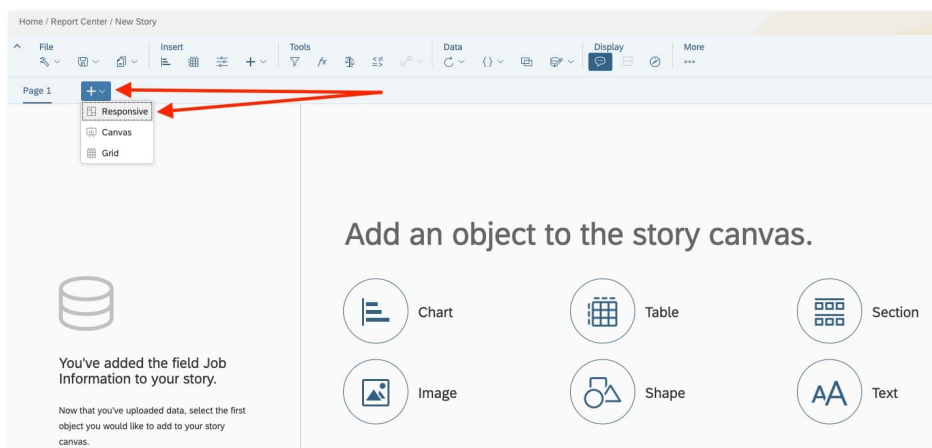 Home / Report Center / New Story
File Insert Tools Data Display More
fx
Page 1
Responsive
Canvas
Grid
Add an object to the story canvas.
Chart Table Section
Image Shape AA Text
You've added the field Job
Information to your story.
Now that you've uploaded data, select the first
object you would like to add to your story
canvas.